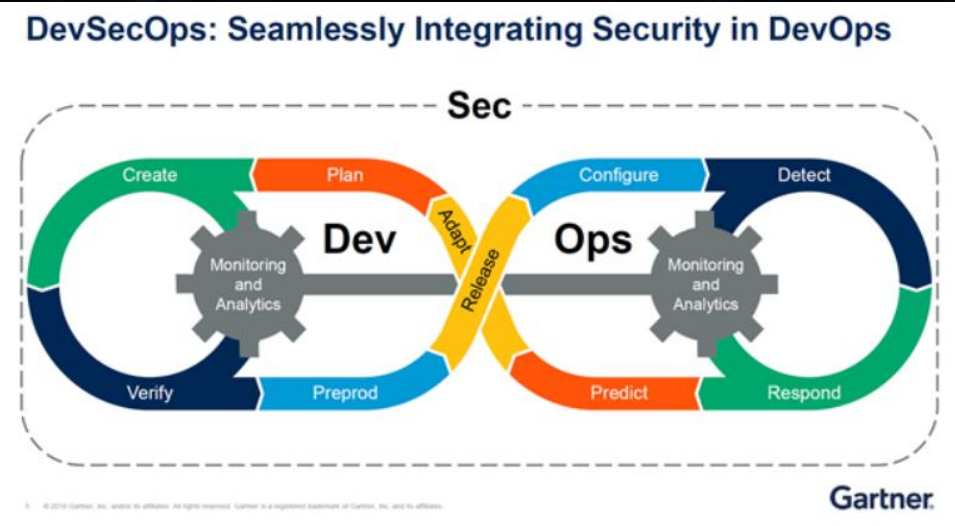 DevSecOps: Seamlessly Integrating Security in DevOps
Sec
Create
Plan
Configure
Detect
Adapt
Dev
Ops
Release
Monitoring
and
Analytics
Monitoring
and
Analytics
Verify
Preprod
Predict
Respond
Gartner.